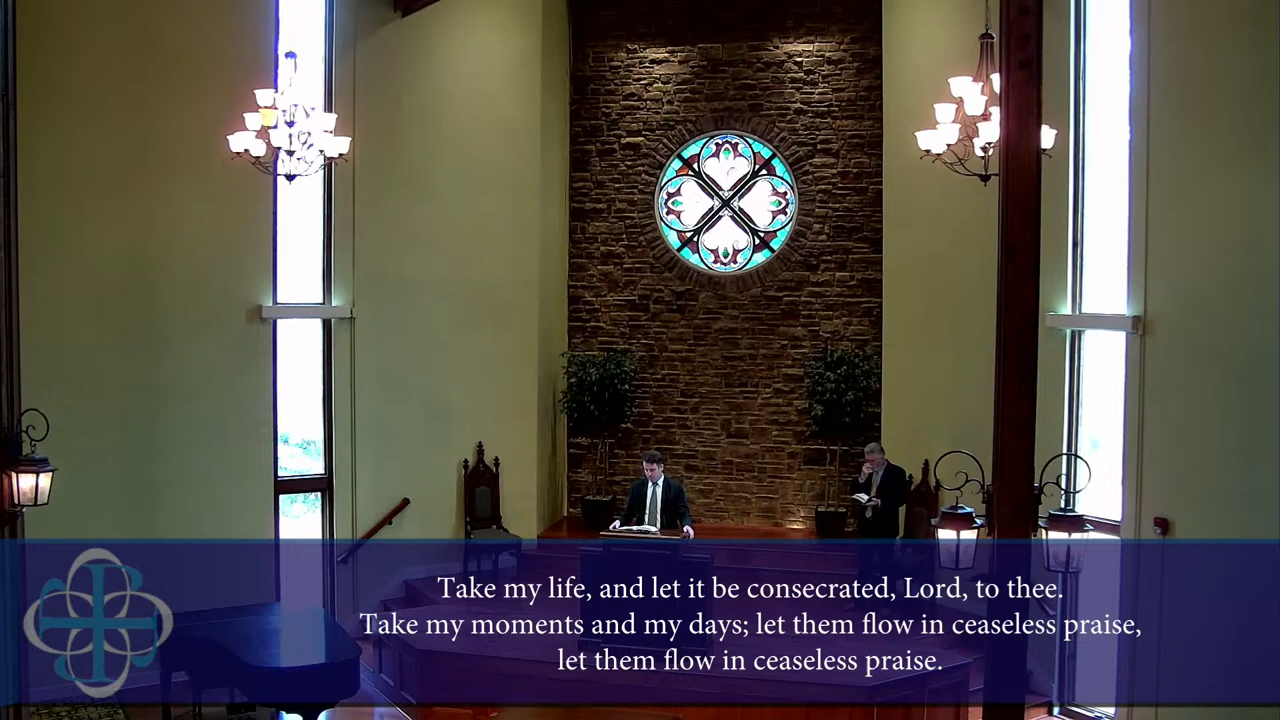 Take my life, and let it be consecrated, Lord, to thee.
Take my moments and my days; let them flow in ceaseless praise,
let them flow in ceaseless praise.